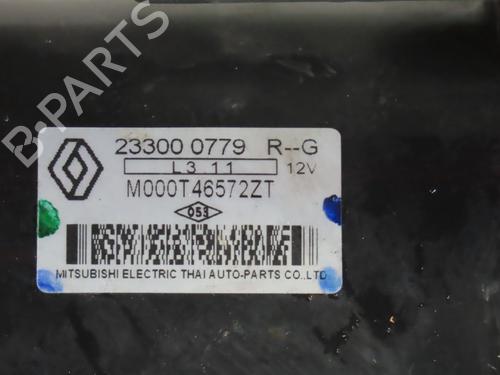 B-PARTS
23300 0779 R--G
L3 11 12V
M000T46572ZT
053
MITSUBISHI ELECTRIC THAI AUTO-PARTS CO.,LTD